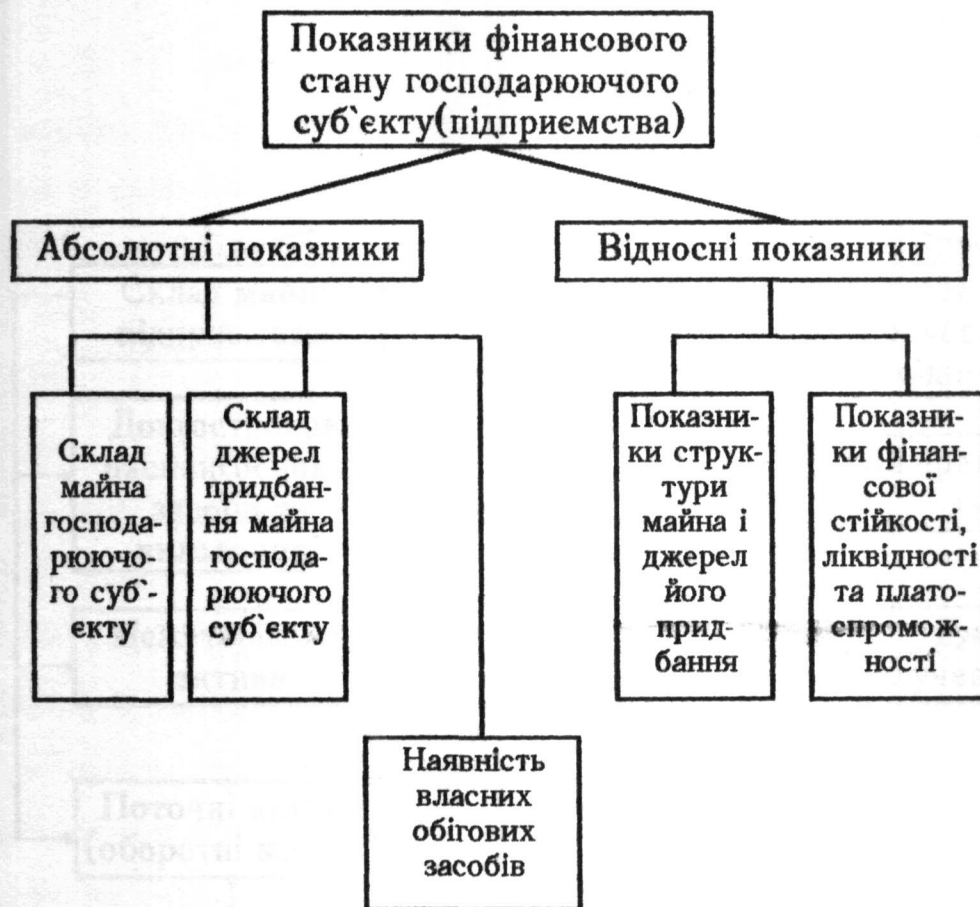 Показники фінансового
стану господарюючого
суб`єкту(підприємства)
Абсолютні показники
Відносні показники
Склад
майна
господа-
рюючо-
го суб`-
єкту
Склад
джерел
придбан-
ня майна
господа-
рюючого
суб`єкту
Показни-
ки струк-
тури
майна і
джерел
його
прид-
бання
Показни-
ки фінан-
сової
стійкості,
ліквідності
та плато-
спромож-
ності
Наявність
власних
обігових
засобів